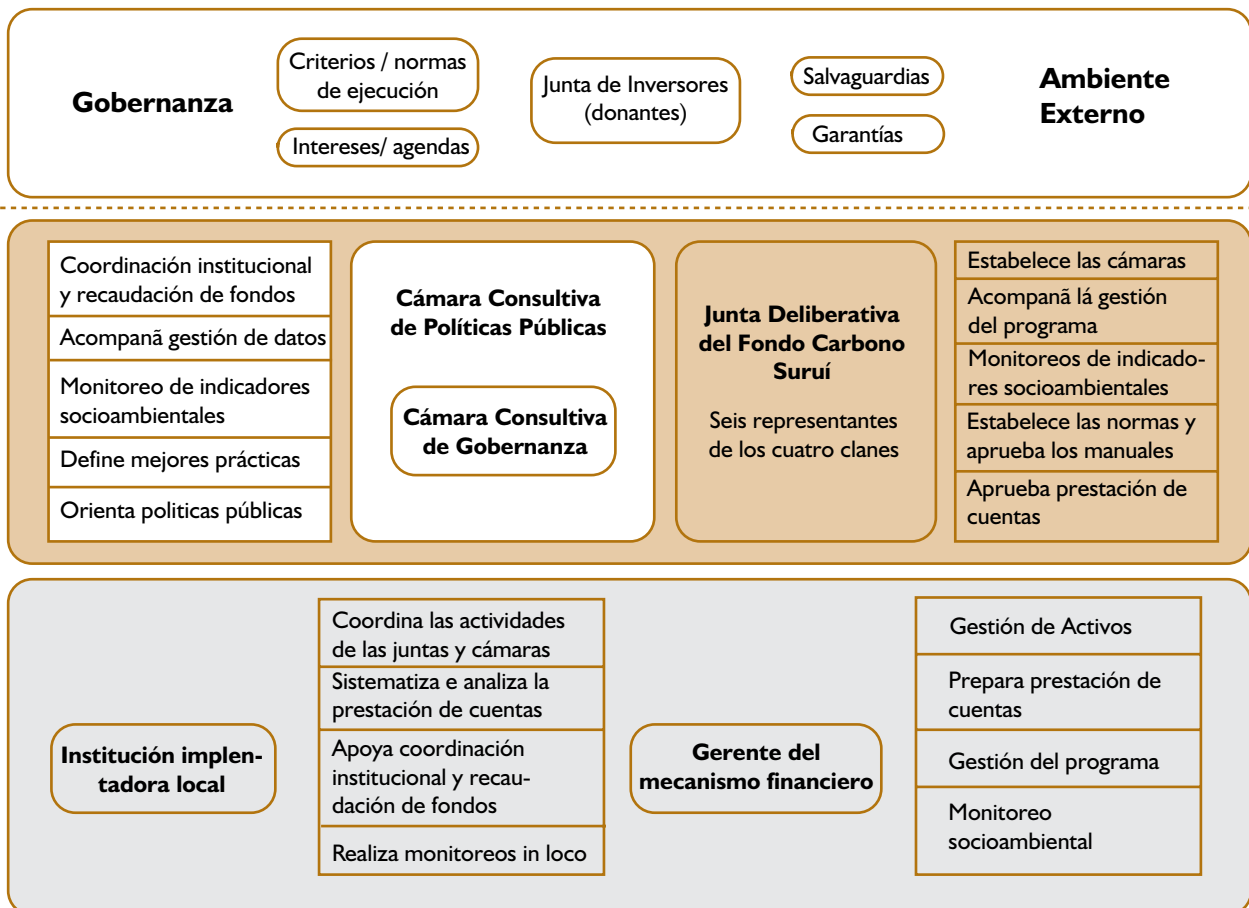 Gobernanza
Criterios / normas
de ejecución
Intereses/ agendas
Junta de Inversores
(donantes)
Salvaguardias
Garantías
Ambiente
Externo
Coordinación institucional
y recaudación de fondos
Acompanã gestión de datos
Monitoreo de indicadores
socioambientales
Define mejores prácticas
Orienta politicas públicas
Cámara Consultiva
de Políticas Públicas
Cámara Consultiva
de Gobernanza
Junta Deliberativa
del Fondo Carbono
Suruí
Seis representantes
de los cuatro clanes
Estabelece las cámaras
Acompanã lá gestión
del programa
Monitoreos de indicado-
res socioambientales
Estabelece las normas y
aprueba los manuales
Aprueba prestación de
cuentas
Institución implen-
tadora local
Coordina las actividades
de las juntas y cámaras
Sistematiza e analiza la
prestación de cuentas
Apoya coordinación
institucional y recau-
dación de fondos
Realiza monitoreos in loco
Gerente del
mecanismo financiero
Gestión de Activos
Prepara prestación de
cuentas
Gestión del programa
Monitoreo
socioambiental